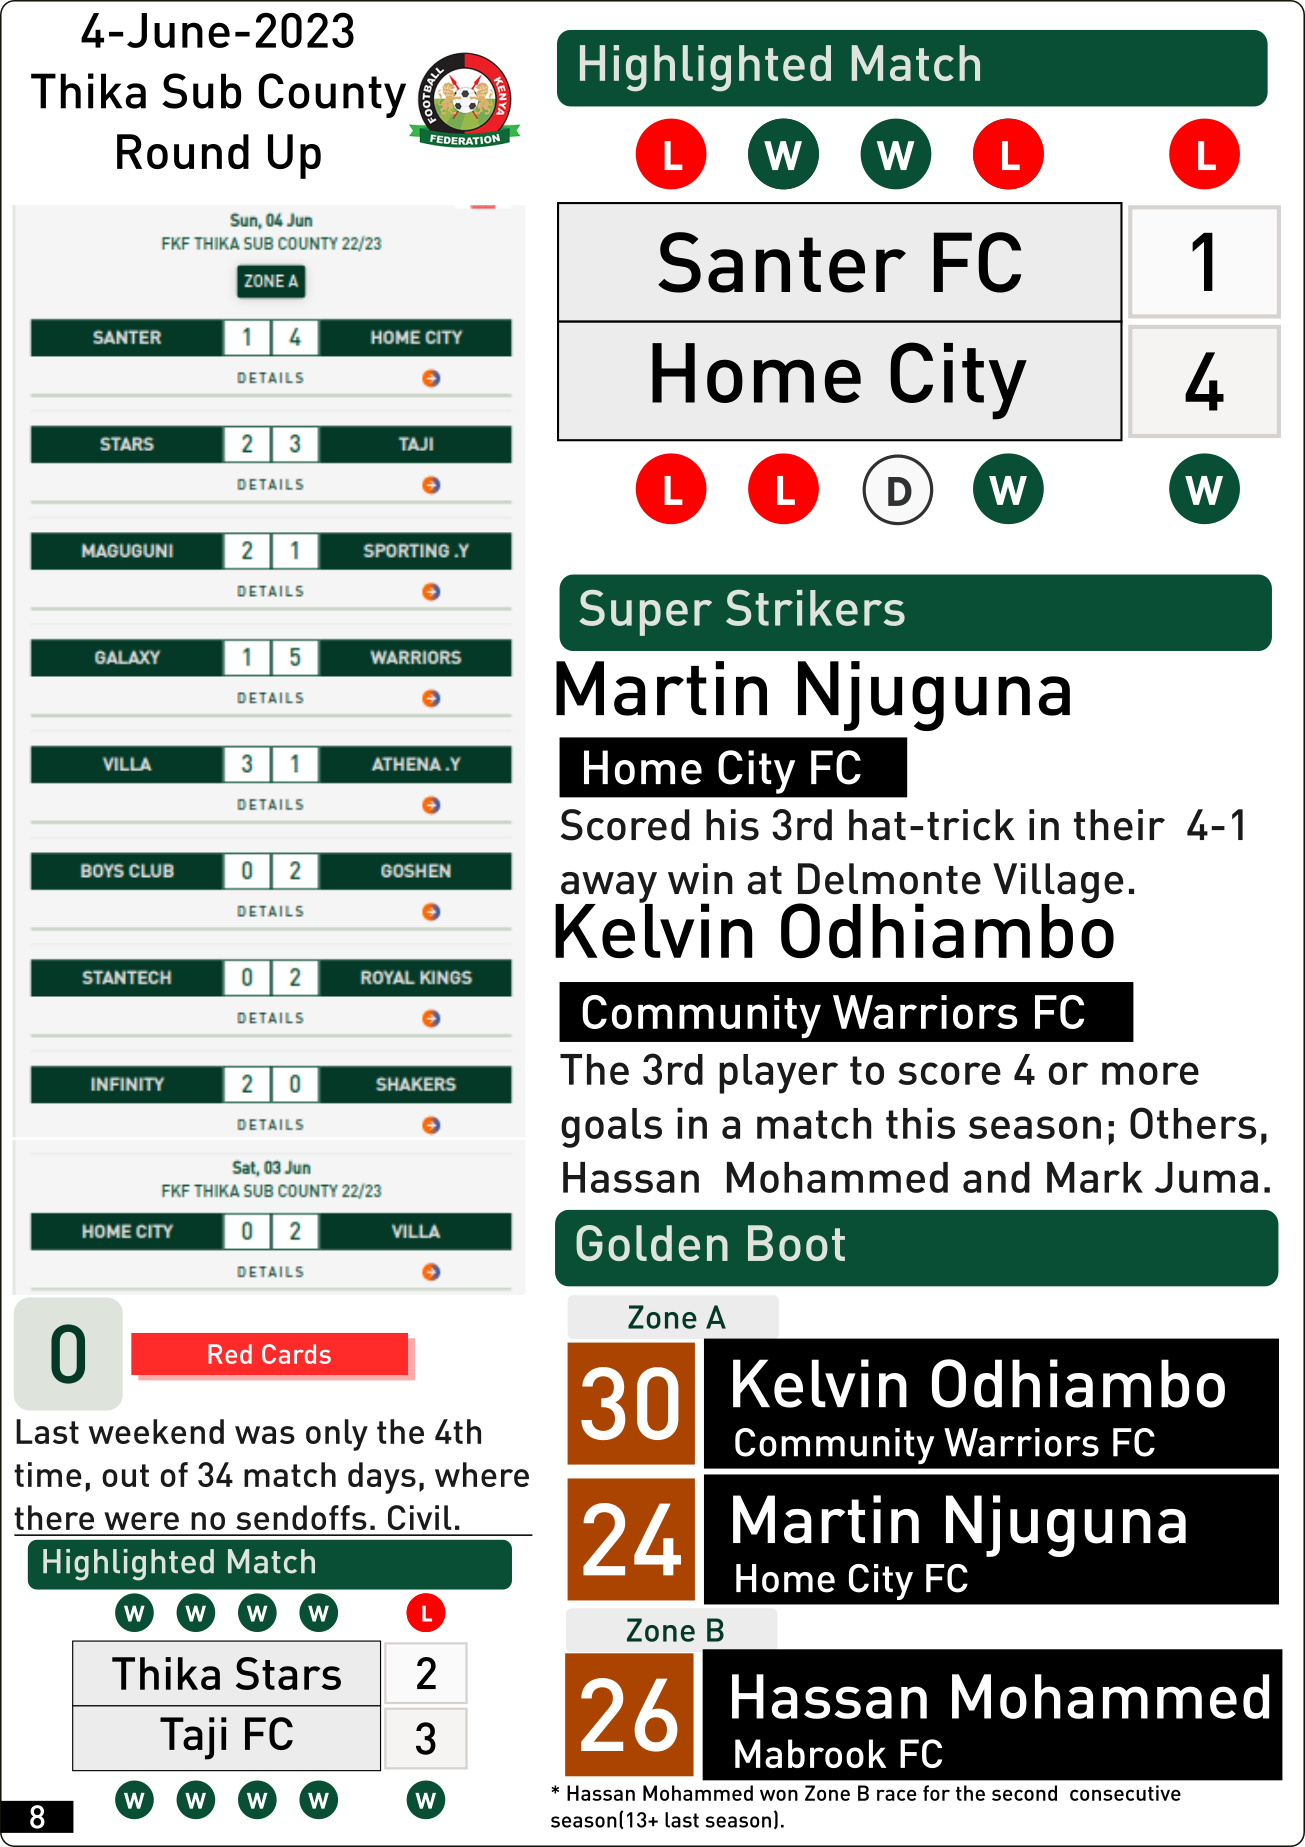 4-June-2023
Thika Sub County
Round Up
FOOTBALL
KENYA
FEDERATION
Sun, 04 Jun
FKF THIKA SUB COUNTY 22/23
ZONE A
SANTER 1 4 HOME CITY
DETAILS
STARS 2 3 TAJI
DETAILS
MAGUGUNI 2 1 SPORTING .Y
DETAILS
GALAXY 1 5 WARRIORS
DETAILS
VILLA 3 1 ATHENA .Y
DETAILS
BOYS CLUB 0 2 GOSHEN
DETAILS
STANTECH 0 2 ROYAL KINGS
DETAILS
INFINITY 2 0 SHAKERS
DETAILS
Sat, 03 Jun
FKF THIKA SUB COUNTY 22/23
HOME CITY 0 2 VILLA
DETAILS
0 Red Cards
Last weekend was only the 4th
time, out of 34 match days, where
there were no sendoffs. Civil.
Highlighted Match
W W W W L
Thika Stars 2
Taji FC 3
W W W W W
8
Highlighted Match
L W W L L
Santer FC 1
Home City 4
L L D W W
Super Strikers
Martin Njuguna
Home City FC
Scored his 3rd hat-trick in their 4-1
away win at Delmonte Village.
Kelvin Odhiambo
Community Warriors FC
The 3rd player to score 4 or more
goals in a match this season; Others,
Hassan Mohammed and Mark Juma.
Golden Boot
Zone A
30 Kelvin Odhiambo
Community Warriors FC
24 Martin Njuguna
Home City FC
Zone B
26 Hassan Mohammed
Mabrook FC
* Hassan Mohammed won Zone B race for the second consecutive
season(13+ last season).